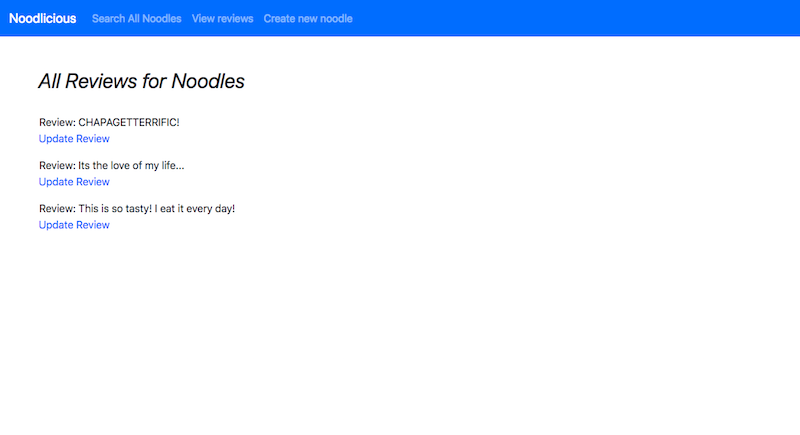 Noodlicious Search All Noodles View reviews Create new noodle
All Reviews for Noodles
Review: CHAPAGETTERRIFIC!
Update Review
Review: Its the love of my life...
Update Review
Review: This is so tasty! I eat it every day!
Update Review